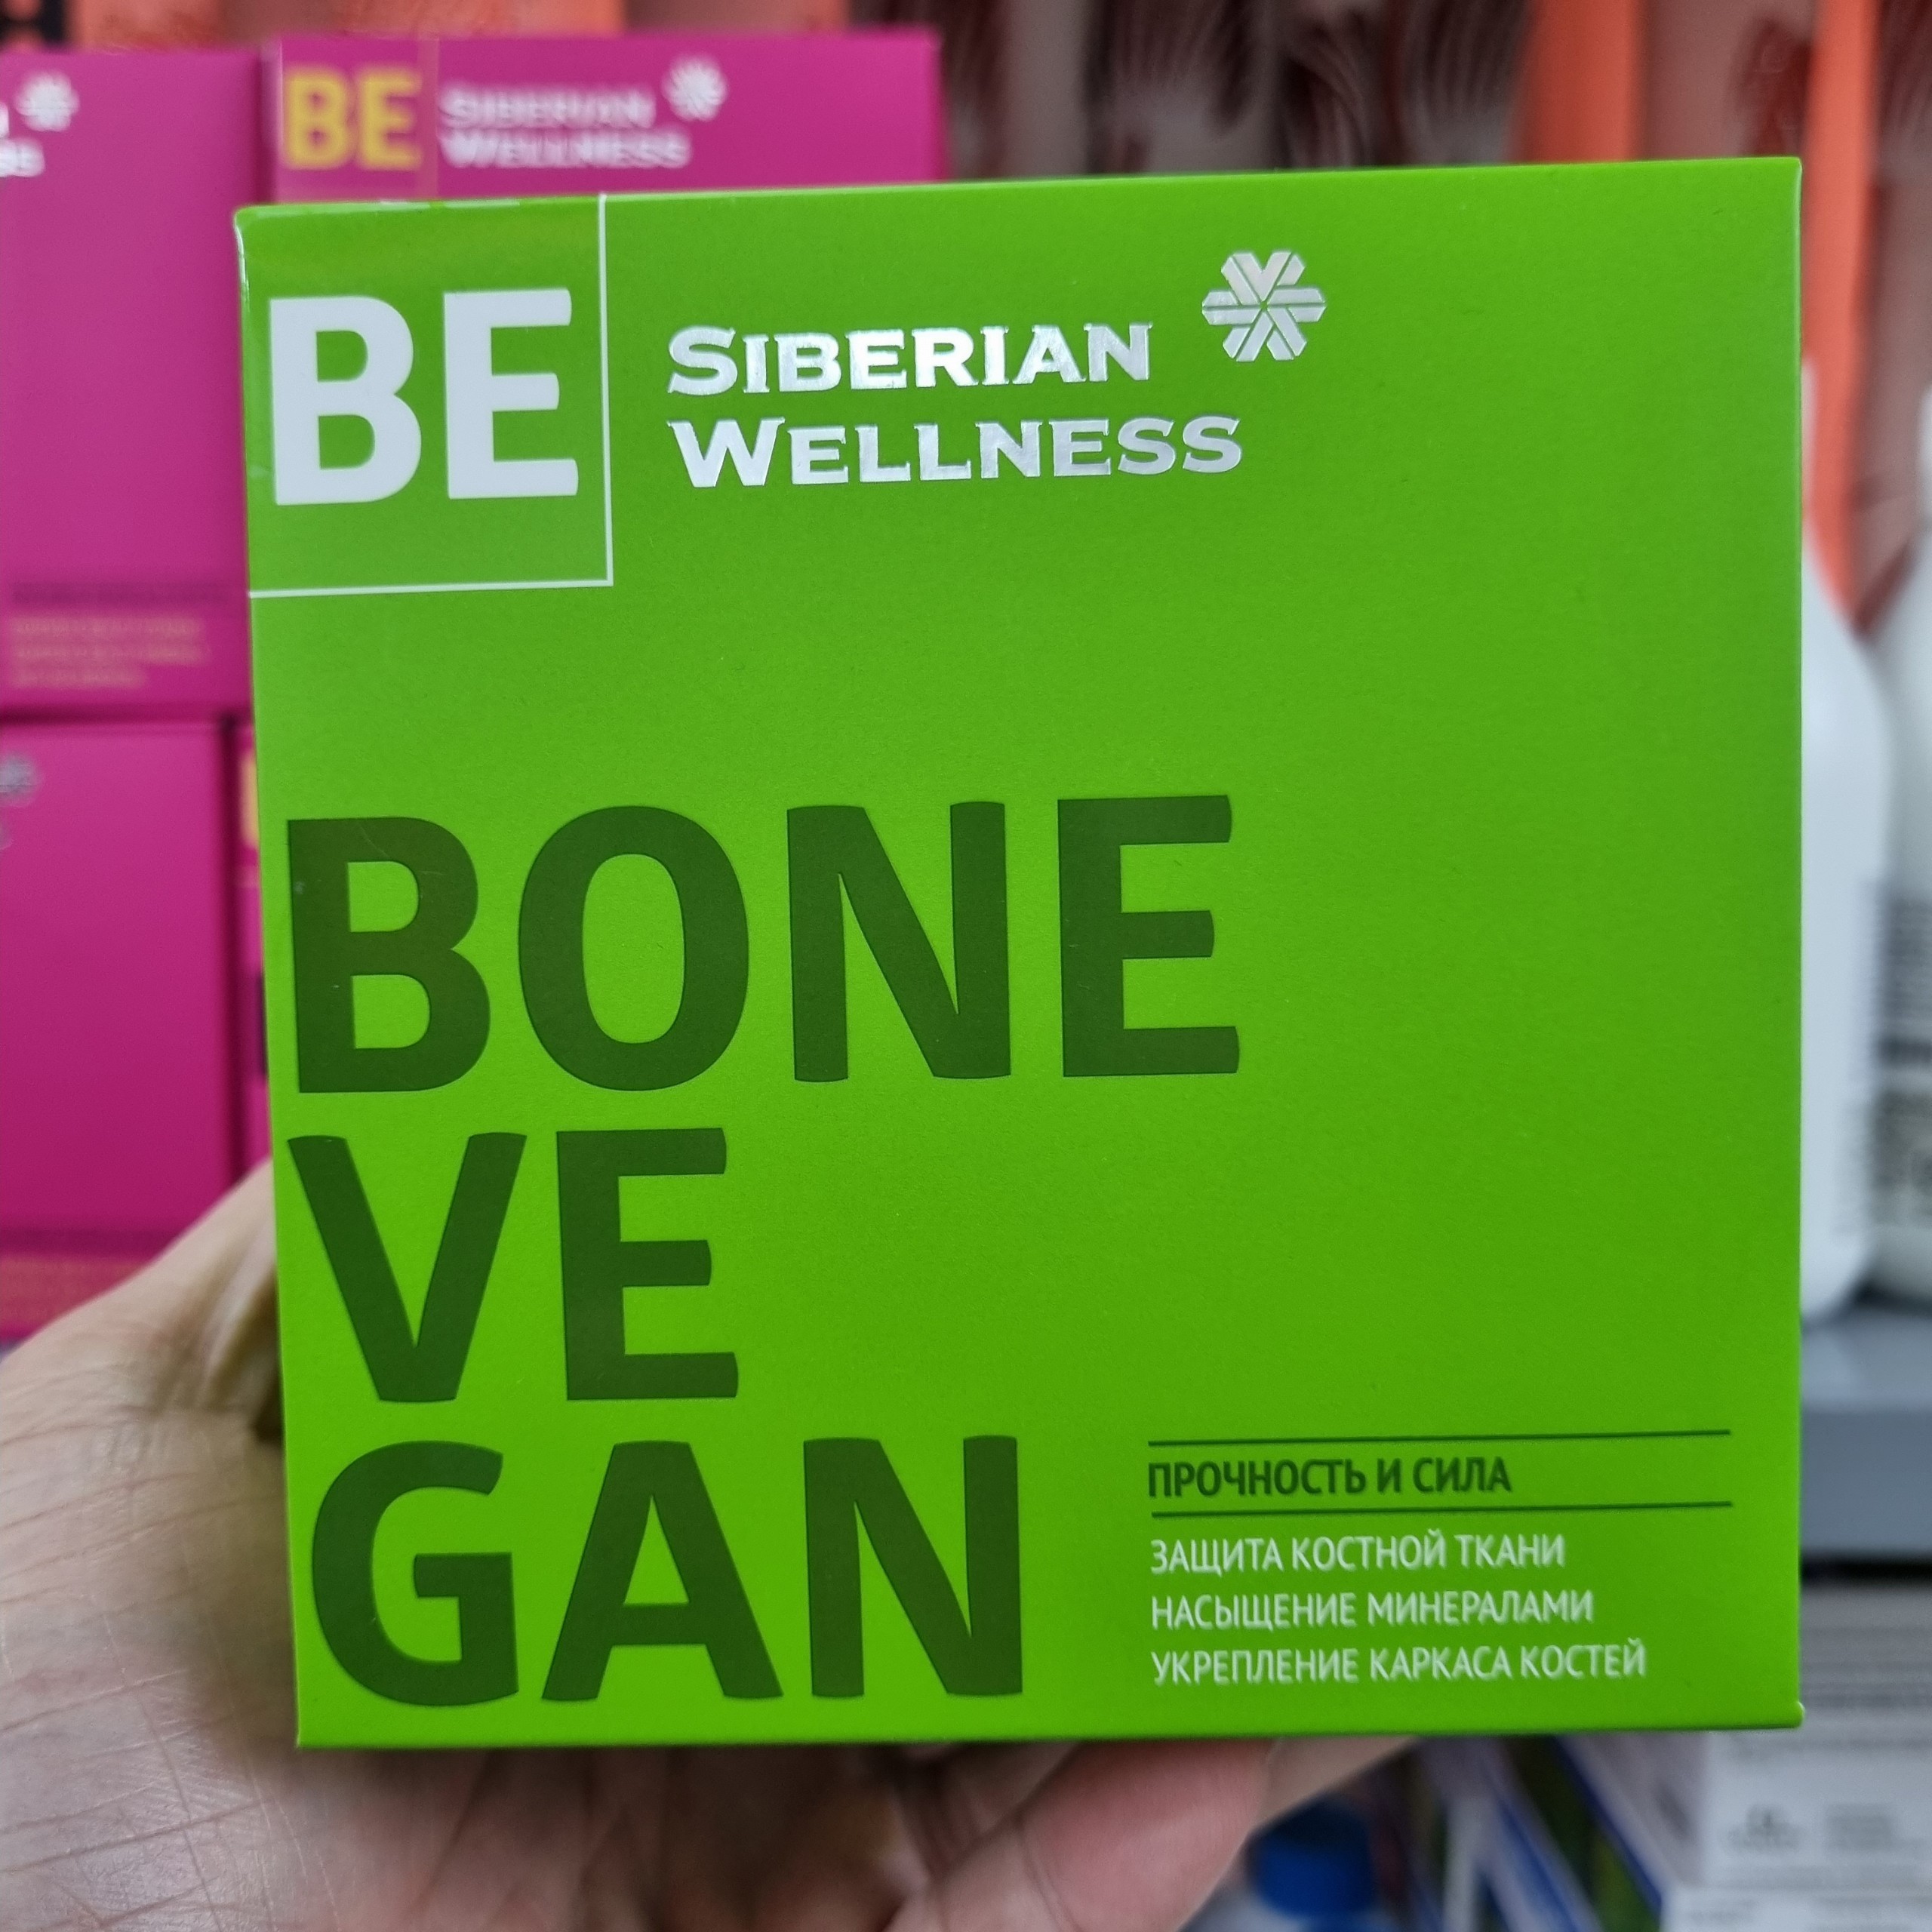 BE
SIBERIAN
WELLNESS
BE
SIBERIAN
WELLNESS
BONE
VE
GAN
ПРОЧНОСТЬ И СИЛА
ЗАЩИТА КОСТНОЙ ТКАНИ
НАСЫЩЕНИЕ МИНЕРАЛАМИ
УКРЕПЛЕНИЕ КАРКАСА КОСТЕЙ